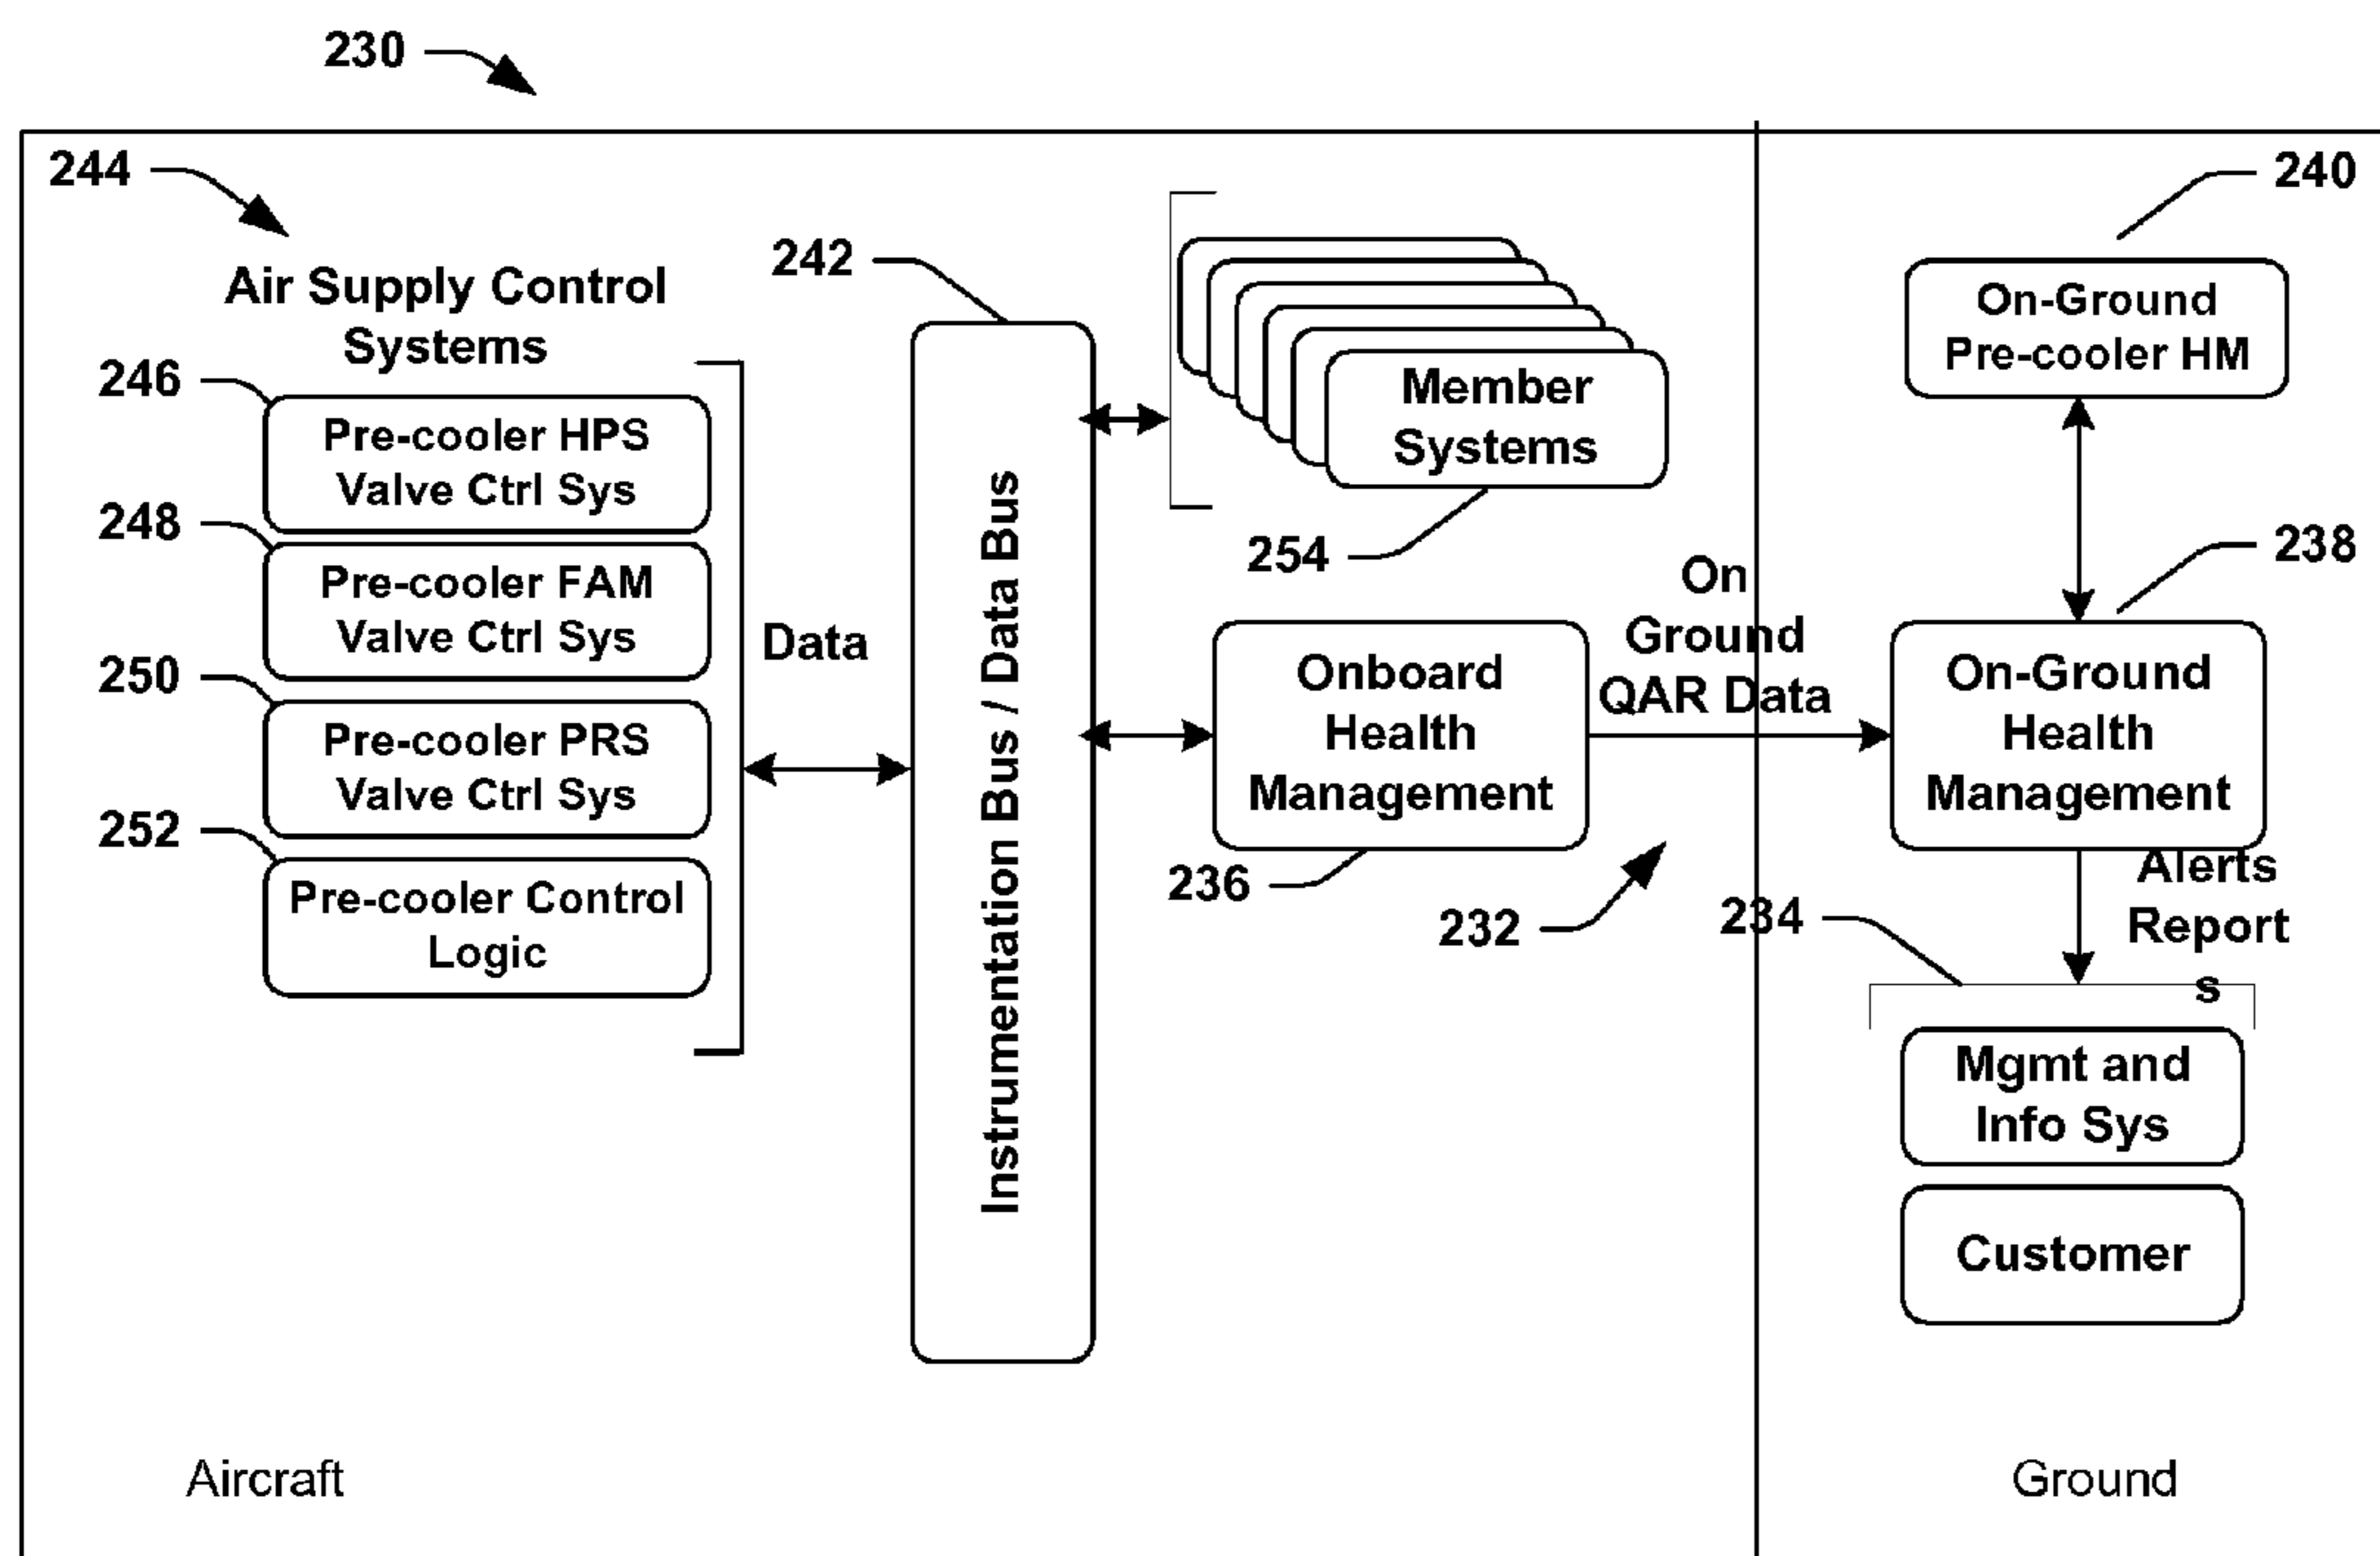 230
244
240
242
Air Supply Control
Systems
On-Ground
Pre-cooler HM
246
Pre-cooler HPS
Valve Ctrl Sys
Member
Systems
248
Pre-cooler FAM
Valve Ctrl Sys
254
238
250
Pre-cooler PRS
Valve Ctrl Sys
Data
252
Pre-cooler Control
Logic
Instrumentation Bus / Data Bus
Onboard
Health
Management
236
On
Ground
QAR Data
232
On-Ground
Health
Management
Alerts
Report
s
234
Mgmt and
Info Sys
Customer
Aircraft
Ground